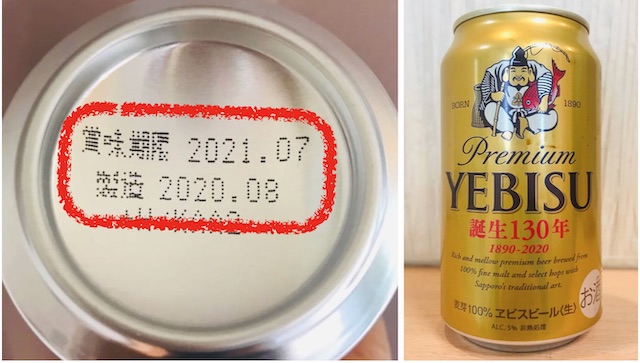 賞味期限 2021.07
製造 2020.08
BORN 1890
Premium
YEBISU
誕生130年
1890-2020
Rich and mellow premium beer brewed from
100% fine malt and select hops with
Sapporo's traditional art.
麦芽100% ヱビスビール〈生〉
ALC. 5% 非熱処理
お酒